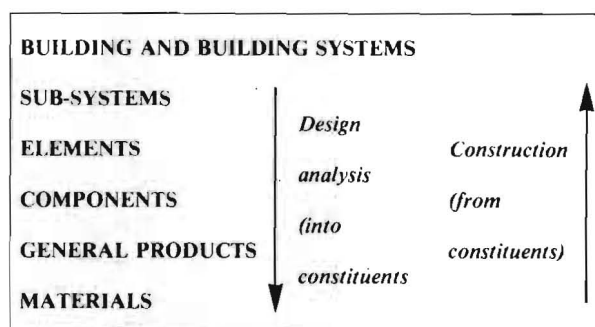 BUILDING AND BUILDING SYSTEMS
SUB-SYSTEMS
ELEMENTS
COMPONENTS
GENERAL PRODUCTS
MATERIALS
Design
analysis
(into
constituents
Construction
(from
constituents)